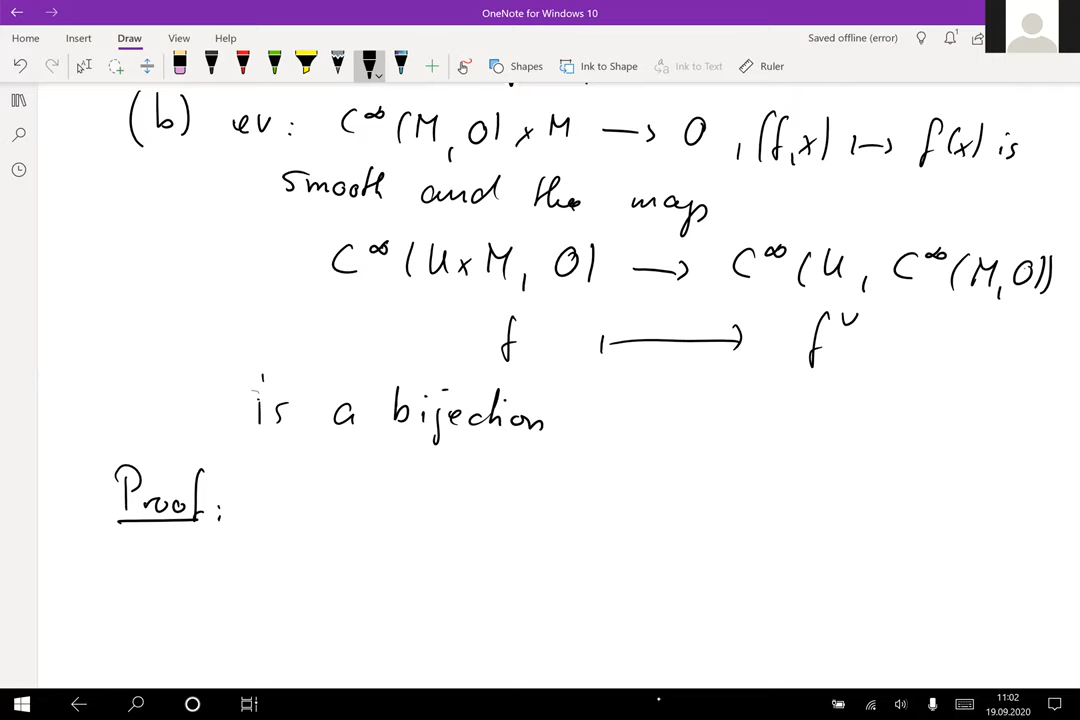 OneNote for Windows 10
Home Insert Draw View Help
Saved offline (error)
Shapes Ink to Shape Ink to Text Ruler
(b) ev: C^∞(M, O) × M → O, (f,x) ↦ f(x) is
smooth and the map
C^∞(U×M, O) → C^∞(U, C^∞(M,O))
f ↦ f^∨
is a bijection
Proof:
11:02
19.09.2020